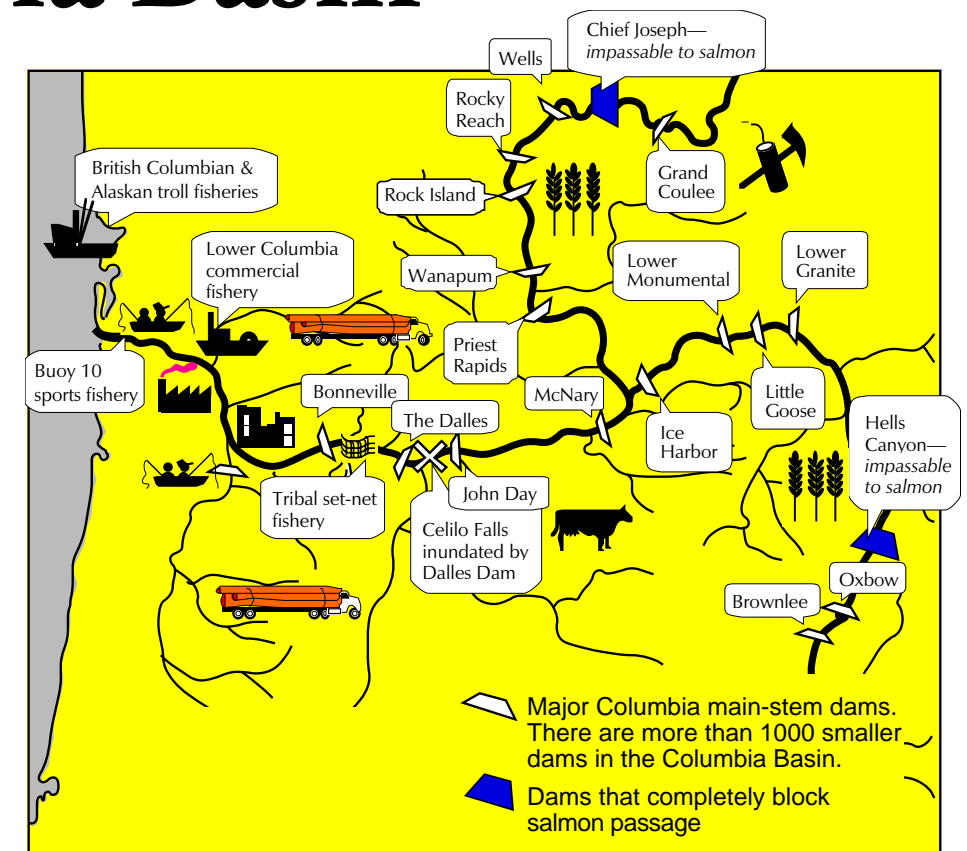 Chief Joseph—
impassable to salmon
Wells
Rocky
Reach
Grand
Coulee
British Columbian &
Alaskan troll fisheries
Rock Island
Lower Columbia
commercial
fishery
Wanapum
Lower
Monumental
Lower
Granite
Priest
Rapids
Buoy 10
sports fishery
Bonneville
McNary
Little
Goose
The Dalles
Ice
Harbor
Hells
Canyon—
impassable
to salmon
Tribal set-net
fishery
John Day
Celilo Falls
inundated by
Dalles Dam
Oxbow
Brownlee
Major Columbia main-stem dams.
There are more than 1000 smaller
dams in the Columbia Basin.
Dams that completely block
salmon passage